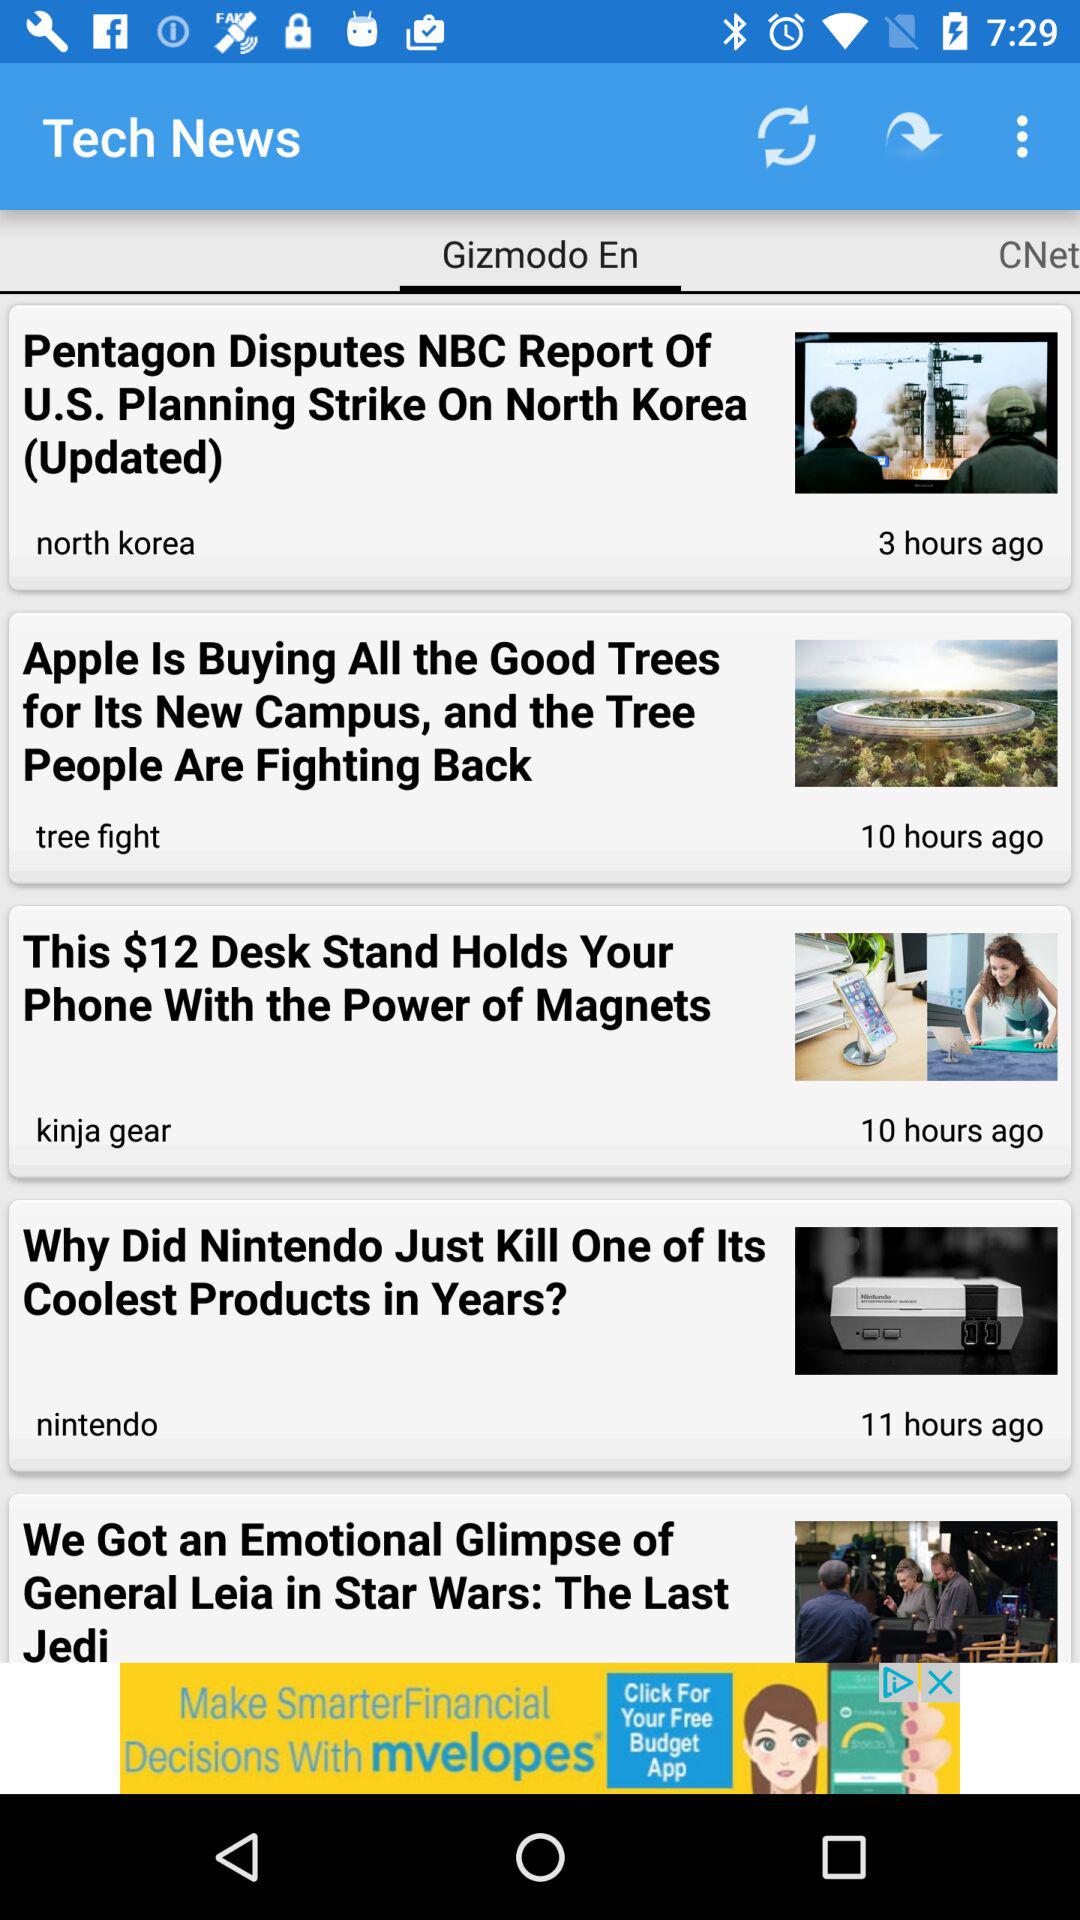 FAKE
7:29
Tech News
Gizmodo En
CNet
Pentagon Disputes NBC Report Of
U.S. Planning Strike On North Korea
(Updated)
north korea
3 hours ago
Apple Is Buying All the Good Trees
for Its New Campus, and the Tree
People Are Fighting Back
tree fight
10 hours ago
This $12 Desk Stand Holds Your
Phone With the Power of Magnets
kinja gear
10 hours ago
Why Did Nintendo Just Kill One of Its
Coolest Products in Years?
Nintendo
nintendo
11 hours ago
We Got an Emotional Glimpse of
General Leia in Star Wars: The Last
Jedi
Make SmarterFinancial
Decisions With mvelopes®
Click For
Your Free
Budget
App